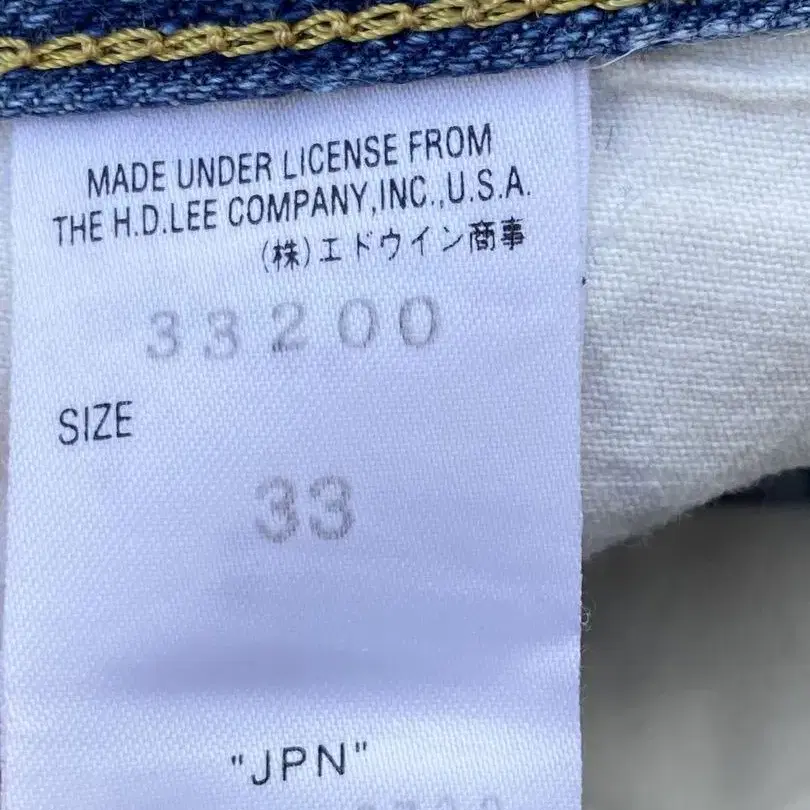 MADE UNDER LICENSE FROM
THE H.D.LEE COMPANY,INC.,U.S.A.
(株)エドウイン商事
33200
SIZE
33
"JPN"